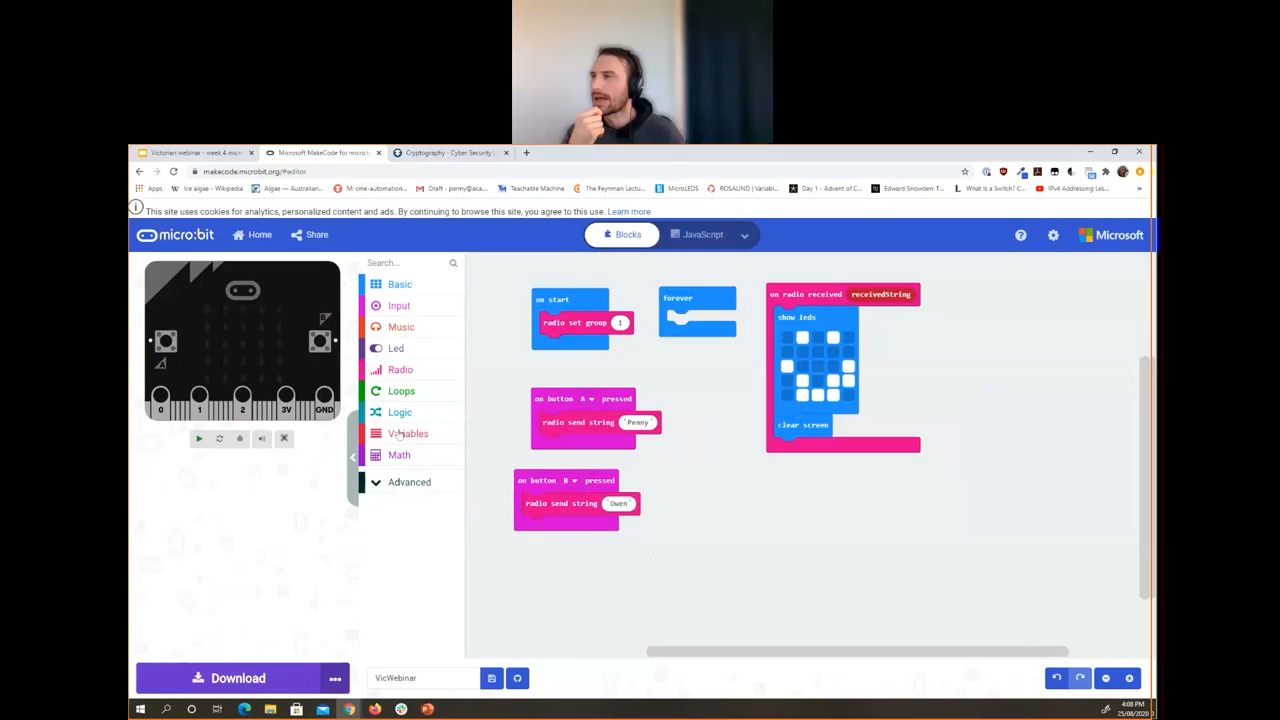 Victorian webinar - week 4 micr
Microsoft MakeCode for micro:bit
Cryptography - Cyber Security |
makecode.microbit.org/#editor
Apps
Ice algae - Wikipedia
Algae — Australian...
M: cme-automation...
Draft - penny@aca...
Teachable Machine
The Feynman Lectu...
MicroLEDS
ROSALIND | Variabl...
Day 1 - Advent of C...
Edward Snowden: T...
What Is a Switch? C...
IPv4 Addressing Les...
»
This site uses cookies for analytics, personalized content and ads. By continuing to browse this site, you agree to this use. Learn more
micro:bit
Home
Share
Blocks
JavaScript
Microsoft
Search...
Basic
Input
Music
Led
Radio
Loops
Logic
Variables
Math
Advanced
A
B
0 1 2 3V GND
on start
radio set group 1
forever
on radio received receivedString
show leds
clear screen
on button A pressed
radio send string "Penny"
on button B pressed
radio send string "Owen"
Download
VicWebinar
4:08 PM
25/08/2020